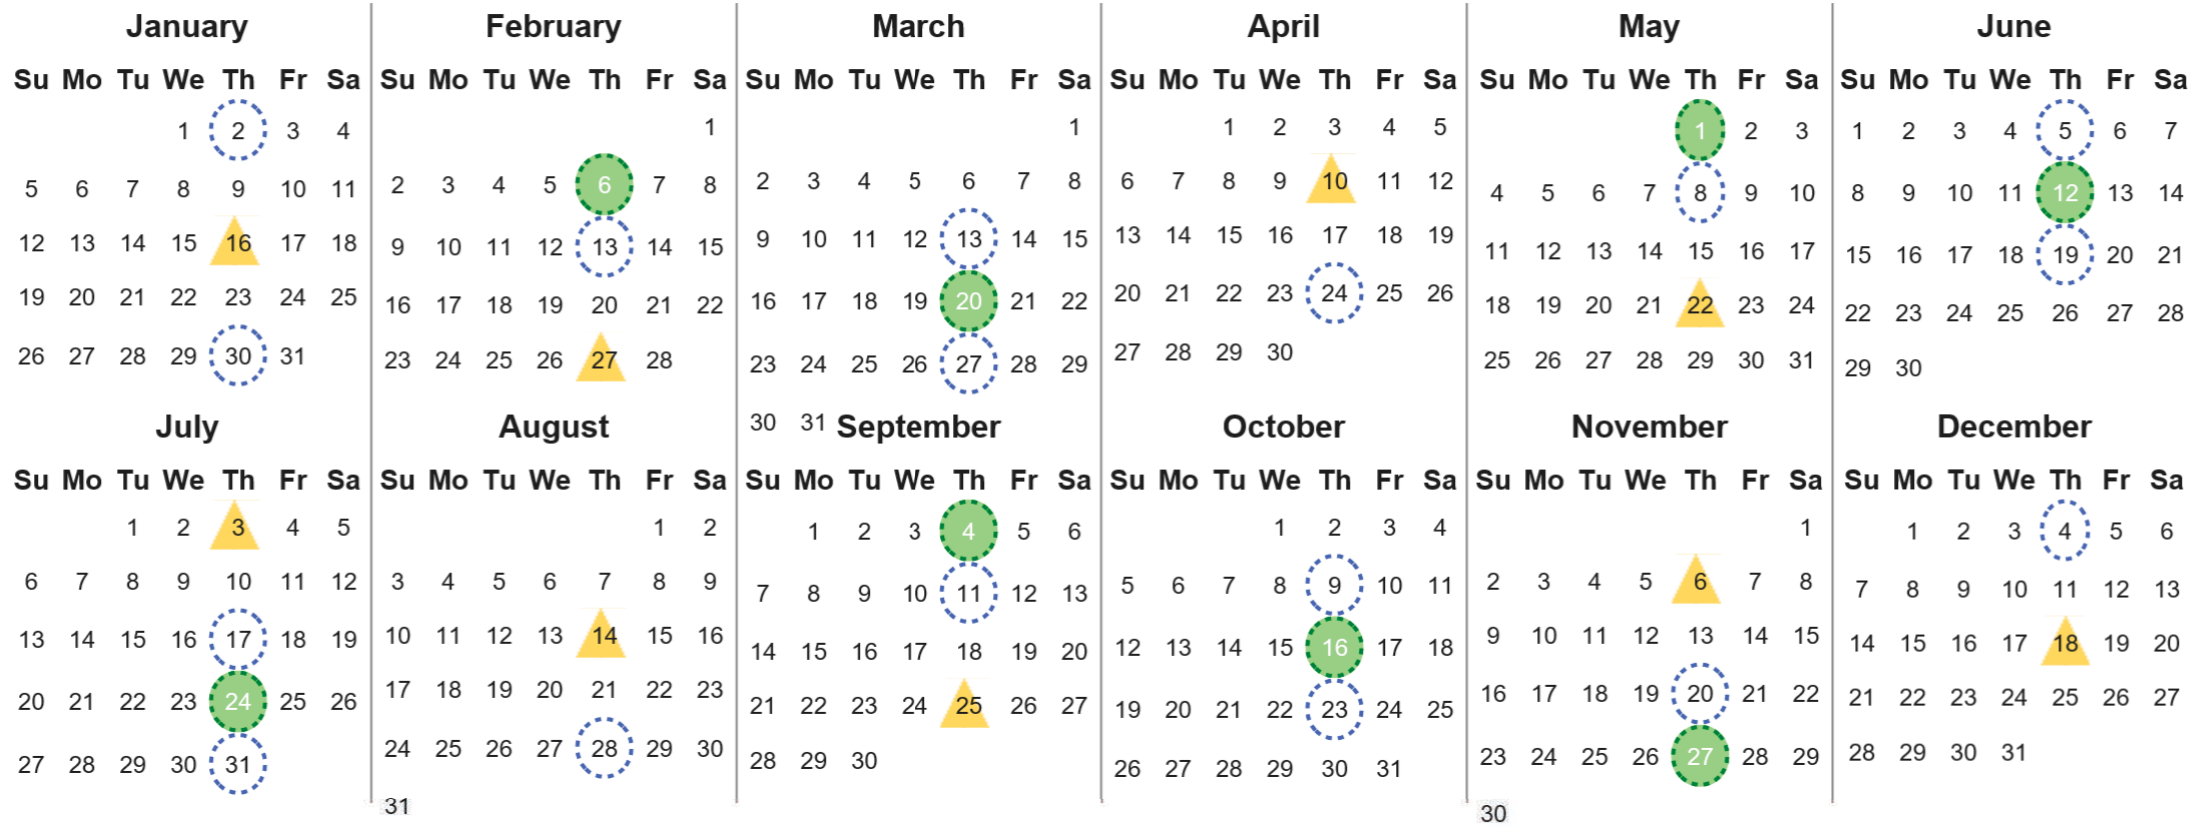 January
Su Mo Tu We Th Fr Sa
1 2 3 4
5 6 7 8 9 10 11
12 13 14 15 16 17 18
19 20 21 22 23 24 25
26 27 28 29 30 31
February
Su Mo Tu We Th Fr Sa
1
2 3 4 5 6 7 8
9 10 11 12 13 14 15
16 17 18 19 20 21 22
23 24 25 26 27 28
March
Su Mo Tu We Th Fr Sa
1
2 3 4 5 6 7 8
9 10 11 12 13 14 15
16 17 18 19 20 21 22
23 24 25 26 27 28 29
30 31
April
Su Mo Tu We Th Fr Sa
1 2 3 4 5
6 7 8 9 10 11 12
13 14 15 16 17 18 19
20 21 22 23 24 25 26
27 28 29 30
May
Su Mo Tu We Th Fr Sa
1 2 3
4 5 6 7 8 9 10
11 12 13 14 15 16 17
18 19 20 21 22 23 24
25 26 27 28 29 30 31
June
Su Mo Tu We Th Fr Sa
1 2 3 4 5 6 7
8 9 10 11 12 13 14
15 16 17 18 19 20 21
22 23 24 25 26 27 28
29 30
July
Su Mo Tu We Th Fr Sa
1 2 3 4 5
6 7 8 9 10 11 12
13 14 15 16 17 18 19
20 21 22 23 24 25 26
27 28 29 30 31
August
Su Mo Tu We Th Fr Sa
1 2
3 4 5 6 7 8 9
10 11 12 13 14 15 16
17 18 19 20 21 22 23
24 25 26 27 28 29 30
31
September
Su Mo Tu We Th Fr Sa
1 2 3 4 5 6
7 8 9 10 11 12 13
14 15 16 17 18 19 20
21 22 23 24 25 26 27
28 29 30
October
Su Mo Tu We Th Fr Sa
1 2 3 4
5 6 7 8 9 10 11
12 13 14 15 16 17 18
19 20 21 22 23 24 25
26 27 28 29 30 31
November
Su Mo Tu We Th Fr Sa
1
2 3 4 5 6 7 8
9 10 11 12 13 14 15
16 17 18 19 20 21 22
23 24 25 26 27 28 29
30
December
Su Mo Tu We Th Fr Sa
1 2 3 4 5 6
7 8 9 10 11 12 13
14 15 16 17 18 19 20
21 22 23 24 25 26 27
28 29 30 31